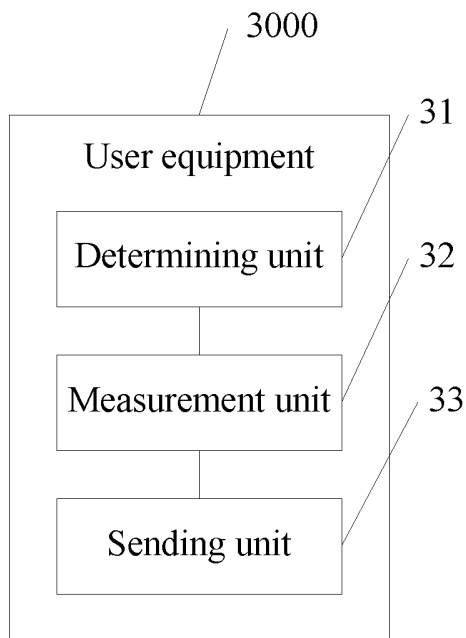 3000
31
User equipment
Determining unit
32
Measurement unit
33
Sending unit